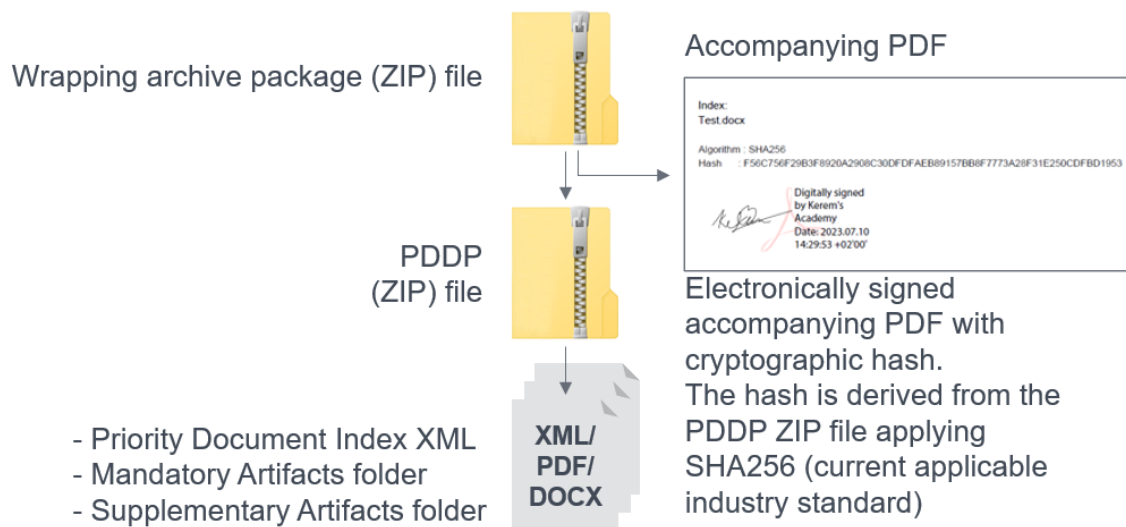 Wrapping archive package (ZIP) file
Accompanying PDF
Index:
Test.docx
Algorithm : SHA256
Hash : F56C756F29B3F8920A2908C30DFDFAEB89157BB8F7773A28F31E250CDFBD1953
Digitally signed
by Kerem's
Academy
Date: 2023.07.10
14:29:53 +02'00'
PDDP
(ZIP) file
Electronically signed
accompanying PDF with
cryptographic hash.
The hash is derived from the
PDDP ZIP file applying
SHA256 (current applicable
industry standard)
- Priority Document Index XML
- Mandatory Artifacts folder
- Supplementary Artifacts folder
XML/
PDF/
DOCX